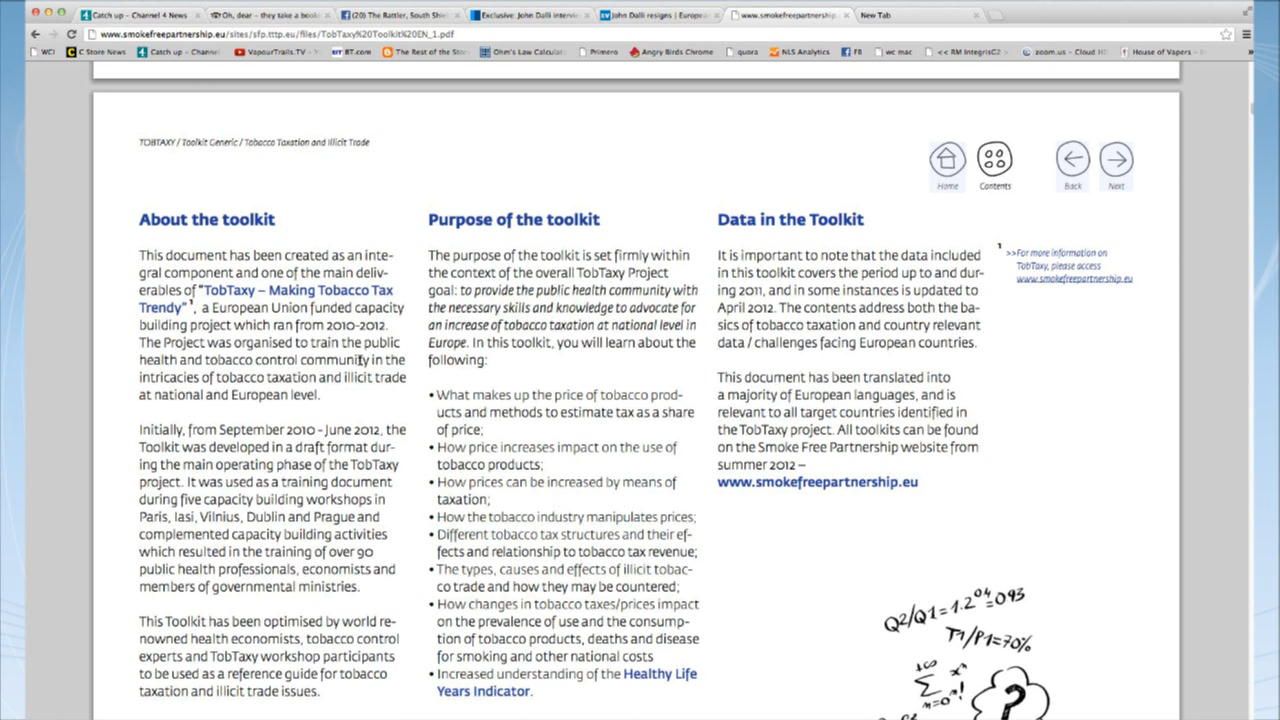 Catch up - Channel 4 News
Oh, dear – they take a book
(20) The Rattler, South Shie
Exclusive: John Dalli intervie
John Dalli resigns | Europea
www.smokefreepartnership.
New Tab
www.smokefreepartnership.eu/sites/sfp.tttp.eu/files/TobTaxy%20Toolkit%20EN_1.pdf
WCI
C Store News
Catch up – Channel
VapourTrails.TV –
BT.com
The Rest of the Sto
Ohm's Law Calculat
Primero
Angry Birds Chrome
quora
NLS Analytics
FB
wc mac
<< RM IntegrisG2 >
zoom.us – Cloud H
House of Vapers
TOBTAXY / Toolkit Generic / Tobacco Taxation and Illicit Trade
Home
Contents
Back
Next
About the toolkit
This document has been created as an inte-
gral component and one of the main deliv-
erables of "TobTaxy – Making Tobacco Tax
Trendy" 1, a European Union funded capacity
building project which ran from 2010-2012.
The Project was organised to train the public
health and tobacco control community in the
intricacies of tobacco taxation and illicit trade
at national and European level.
Initially, from September 2010 - June 2012, the
Toolkit was developed in a draft format dur-
ing the main operating phase of the TobTaxy
project. It was used as a training document
during five capacity building workshops in
Paris, Iasi, Vilnius, Dublin and Prague and
complemented capacity building activities
which resulted in the training of over 90
public health professionals, economists and
members of governmental ministries.
This Toolkit has been optimised by world re-
nowned health economists, tobacco control
experts and TobTaxy workshop participants
to be used as a reference guide for tobacco
taxation and illicit trade issues.
Purpose of the toolkit
The purpose of the toolkit is set firmly within
the context of the overall TobTaxy Project
goal: to provide the public health community with
the necessary skills and knowledge to advocate for
an increase of tobacco taxation at national level in
Europe. In this toolkit, you will learn about the
following:
• What makes up the price of tobacco prod-
ucts and methods to estimate tax as a share
of price;
• How price increases impact on the use of
tobacco products;
• How prices can be increased by means of
taxation;
• How the tobacco industry manipulates prices;
• Different tobacco tax structures and their ef-
fects and relationship to tobacco tax revenue;
• The types, causes and effects of illicit tobac-
co trade and how they may be countered;
• How changes in tobacco taxes/prices impact
on the prevalence of use and the consump-
tion of tobacco products, deaths and disease
for smoking and other national costs
• Increased understanding of the Healthy Life
Years Indicator.
Data in the Toolkit
It is important to note that the data included
in this toolkit covers the period up to and dur-
ing 2011, and in some instances is updated to
April 2012. The contents address both the ba-
sics of tobacco taxation and country relevant
data / challenges facing European countries.
This document has been translated into
a majority of European languages, and is
relevant to all target countries identified in
the TobTaxy project. All toolkits can be found
on the Smoke Free Partnership website from
summer 2012 –
www.smokefreepartnership.eu
1 >>For more information on
TobTaxy, please access
www.smokefreepartnership.eu
Q2/Q1=1.2^04=093
T1/P1=70%
+∞
∑ xⁿ
n=0 n!
?